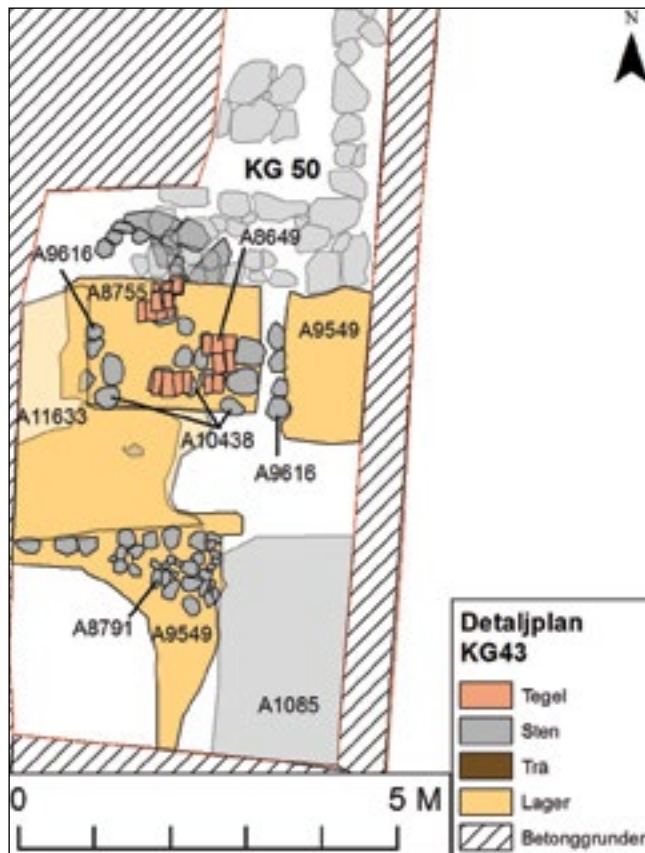 N
KG 50
A8649
A9616
A8755
A9549
A11633
A10438
A9616
A8791
A9549
A1085
Detaljplan
KG43
Tegel
Sten
Trä
Lager
Betonggrunder
0
5 M